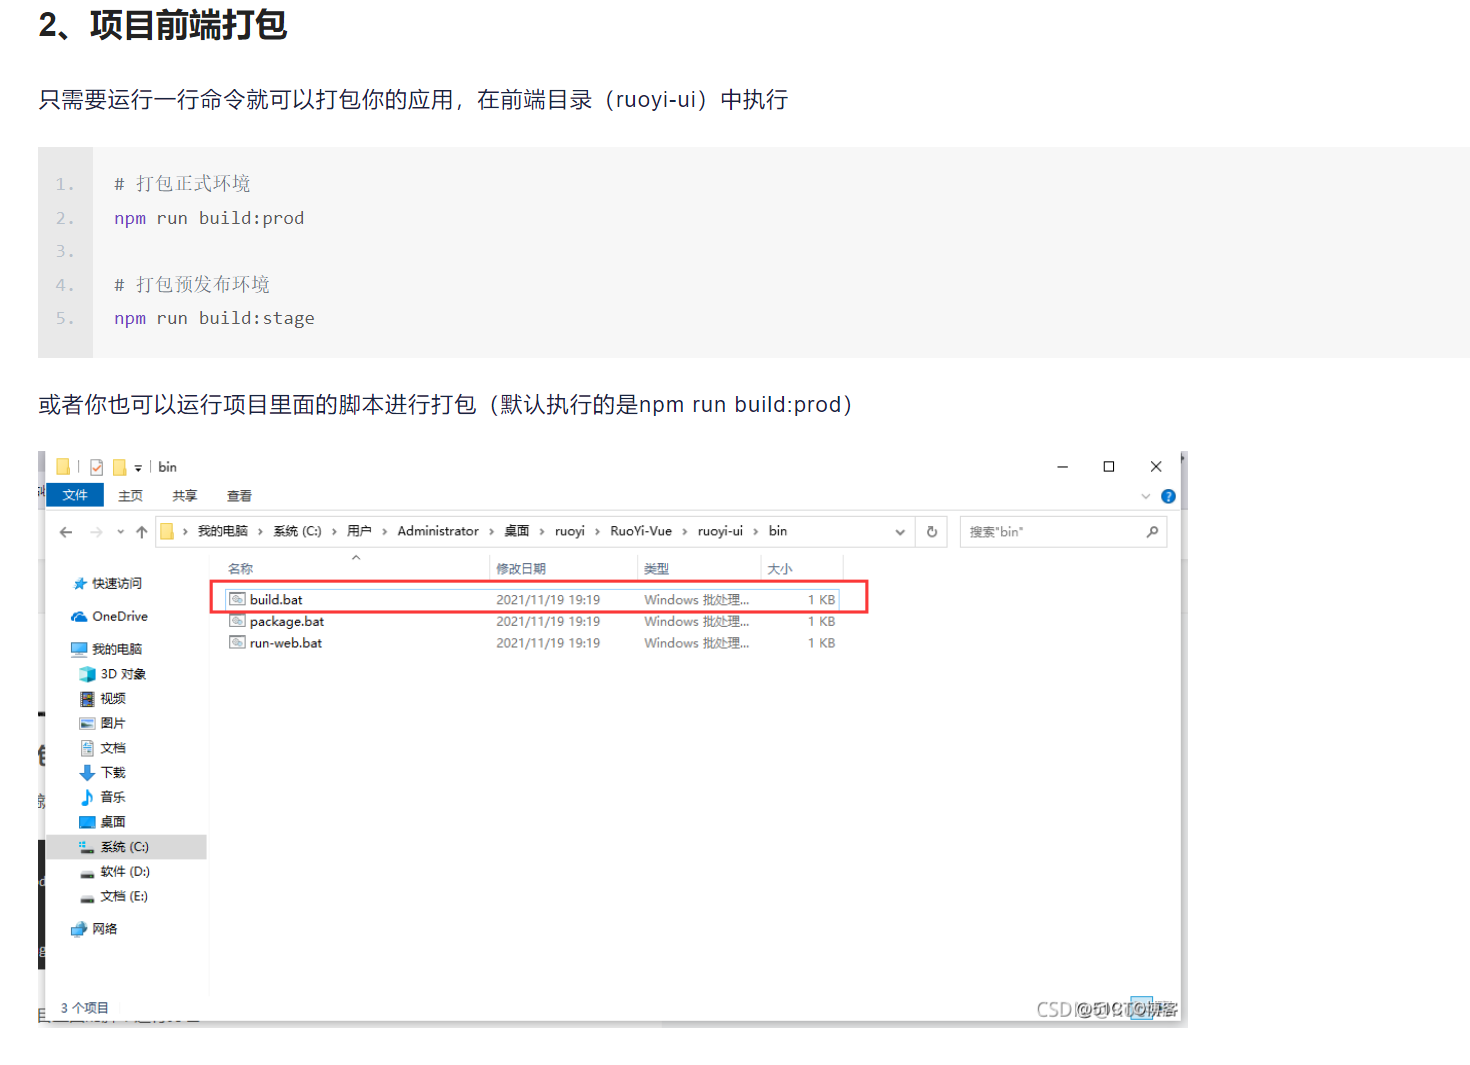 2、项目前端打包
只需要运行一行命令就可以打包你的应用，在前端目录（ruoyi-ui）中执行
1. # 打包正式环境
2. npm run build:prod
3.
4. # 打包预发布环境
5. npm run build:stage
或者你也可以运行项目里面的脚本进行打包（默认执行的是npm run build:prod）
bin
文件 主页 共享 查看
我的电脑 › 系统 (C:) › 用户 › Administrator › 桌面 › ruoyi › RuoYi-Vue › ruoyi-ui › bin
搜索"bin"
名称 修改日期 类型 大小
build.bat 2021/11/19 19:19 Windows 批处理... 1 KB
package.bat 2021/11/19 19:19 Windows 批处理... 1 KB
run-web.bat 2021/11/19 19:19 Windows 批处理... 1 KB
快速访问
OneDrive
我的电脑
3D 对象
视频
图片
文档
下载
音乐
桌面
系统 (C:)
软件 (D:)
文档 (E:)
网络
3 个项目
@51CTO博客